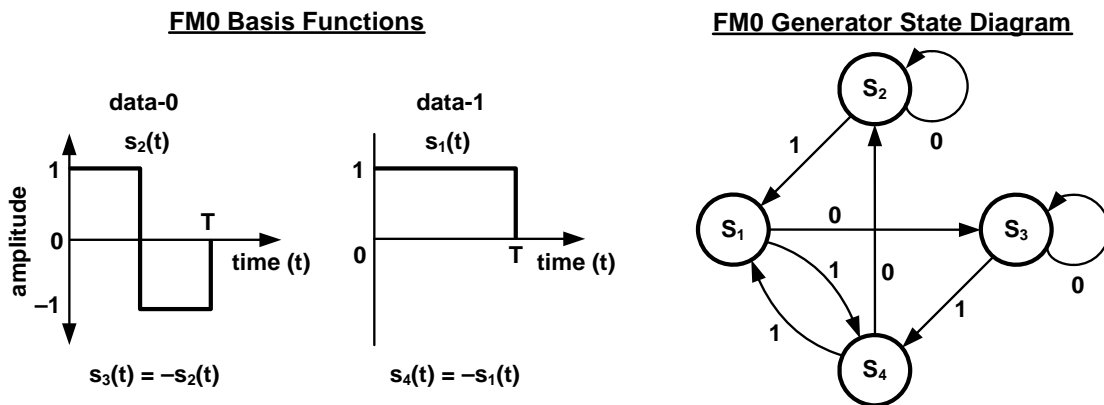 FM0 Basis Functions
data-0
s₂(t)
1
0
–1
amplitude
T
time (t)
s₃(t) = –s₂(t)
data-1
s₁(t)
1
0
T
time (t)
s₄(t) = –s₁(t)
FM0 Generator State Diagram
S₂
0
1
S₁
0
S₃
0
1
0
1
1
S₄